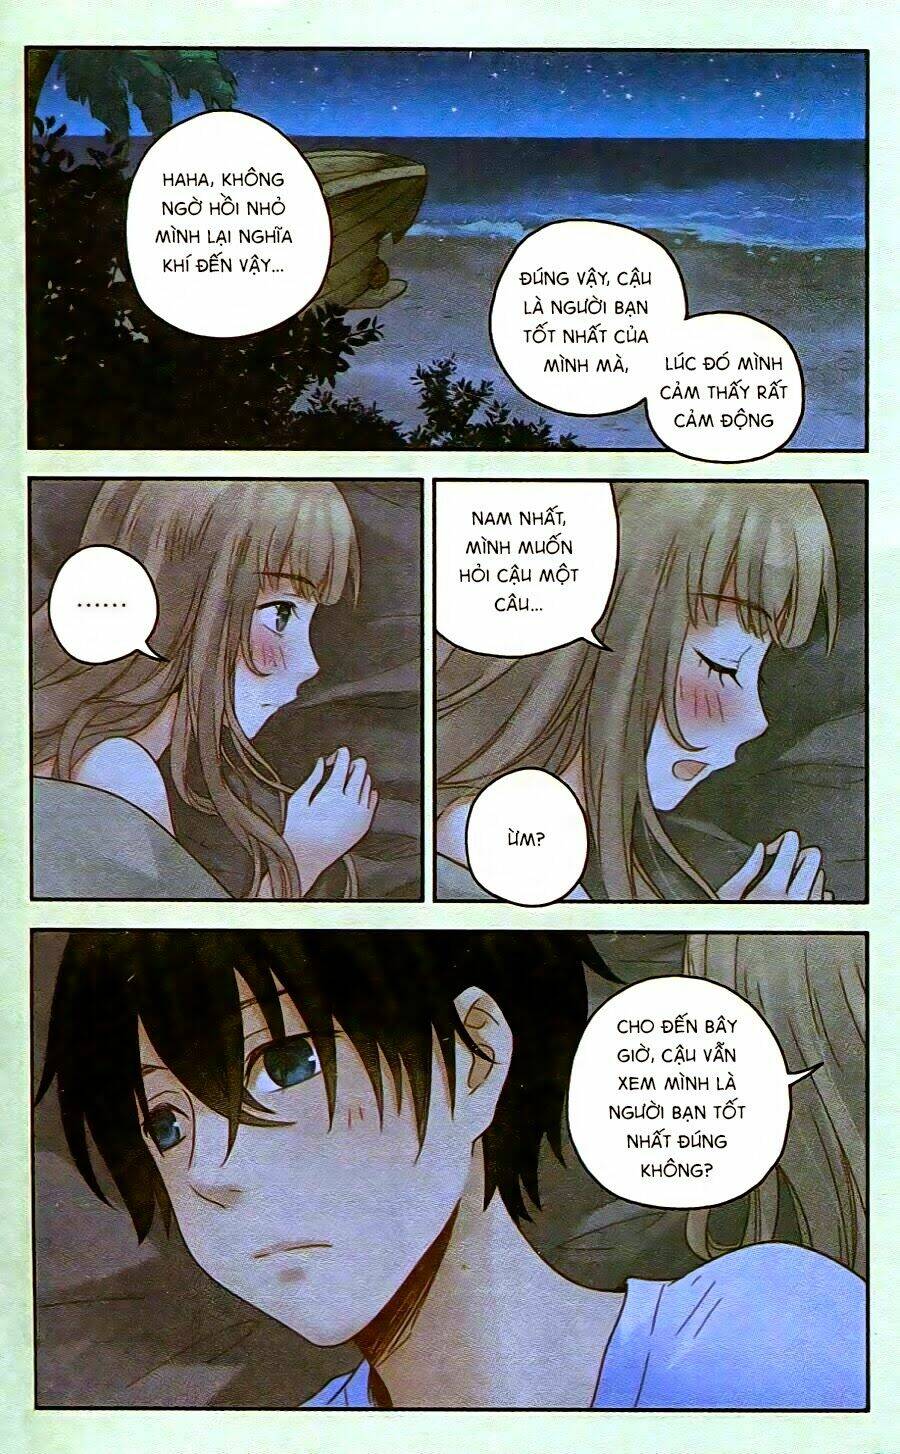 HAHA, KHÔNG
NGỜ HỒI NHỎ
MÌNH LẠI NGHĨA
KHÍ ĐẾN VẬY...
ĐÚNG VẬY, CẬU
LÀ NGƯỜI BẠN
TỐT NHẤT CỦA
MÌNH MÀ,
LÚC ĐÓ MÌNH
CẢM THẤY RẤT
CẢM ĐỘNG
......
NAM NHẤT,
MÌNH MUỐN
HỎI CẬU MỘT
CÂU...
ỪM?
CHO ĐẾN BÂY
GIỜ, CẬU VẪN
XEM MÌNH LÀ
NGƯỜI BẠN TỐT
NHẤT ĐÚNG
KHÔNG?